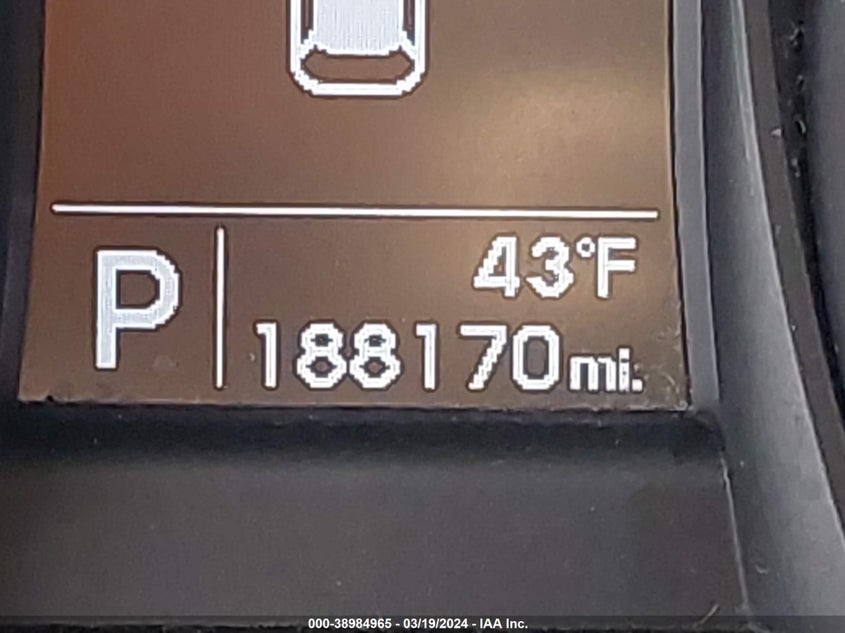 P
43°F
188170mi.
000-38984965 - 03/19/2024 - IAA Inc.